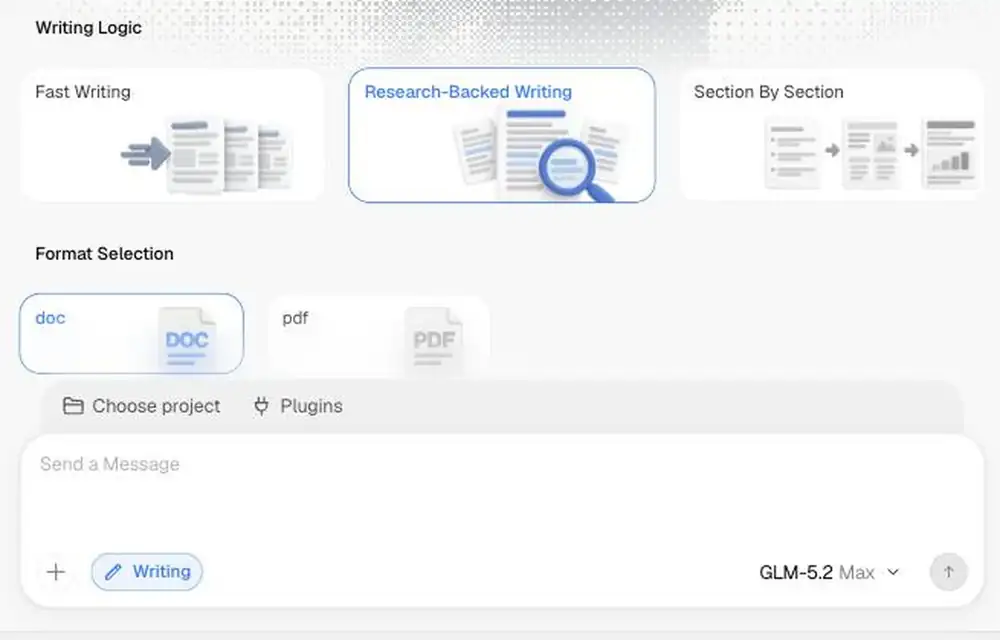 Writing Logic
Fast Writing
Research-Backed Writing
Section By Section
Format Selection
doc
DOC
pdf
PDF
Choose project
Plugins
Send a Message
Writing
GLM-5.2 Max